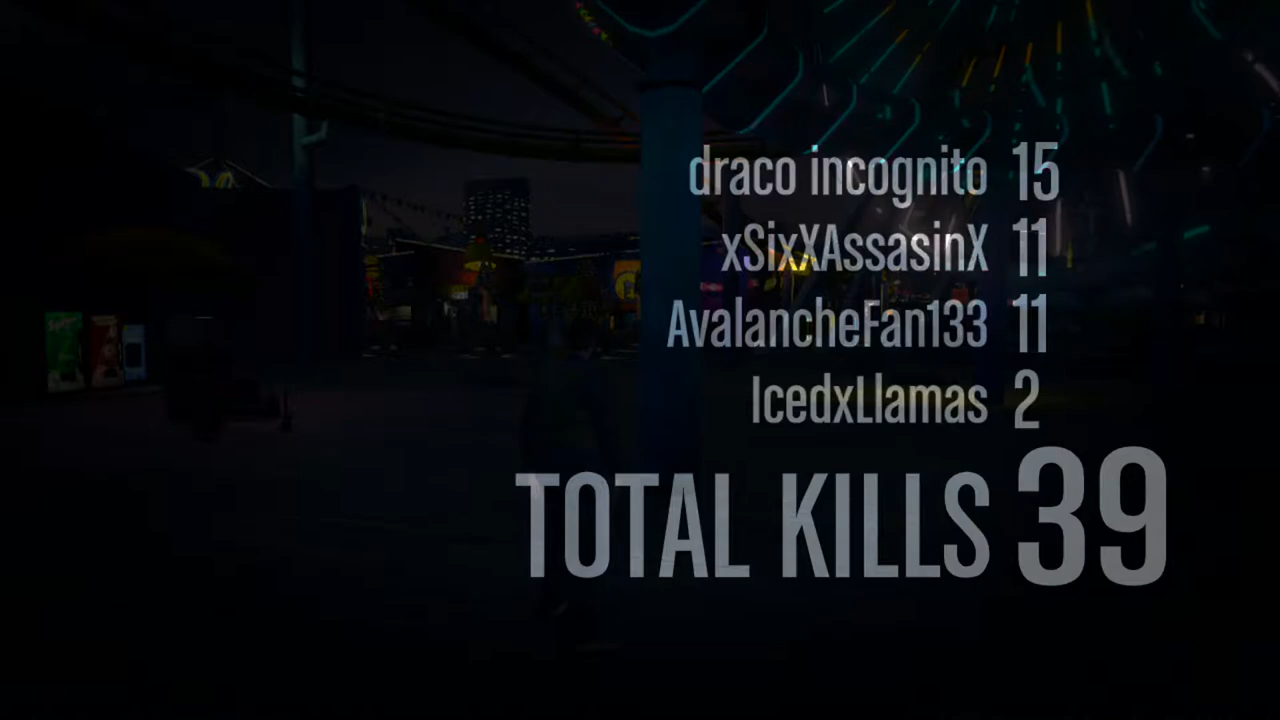 draco incognito 15
xSixXAssasinX 11
AvalancheFan133 11
IcedxLlamas 2
TOTAL KILLS 39